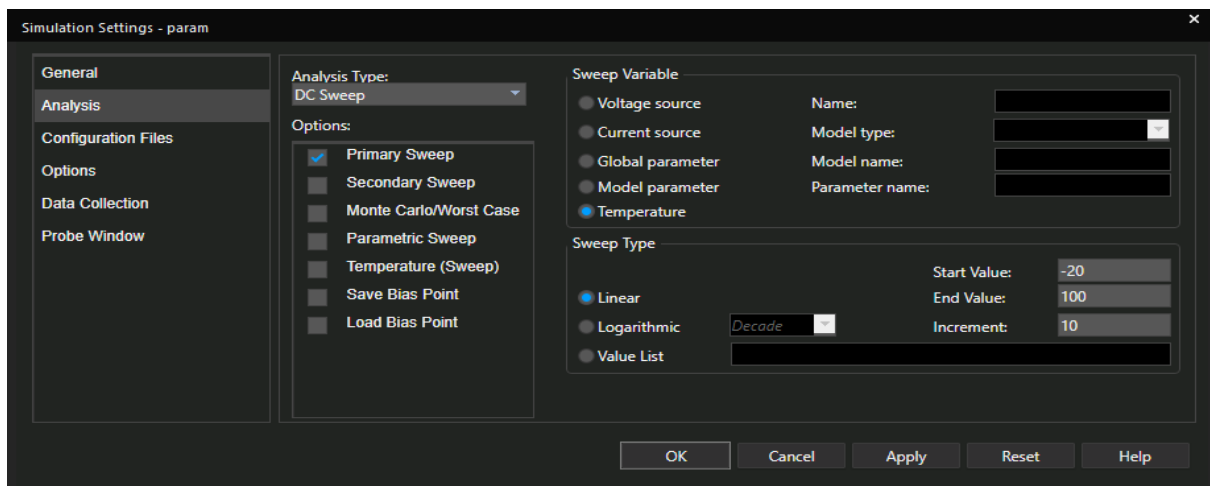 Simulation Settings - param
General
Analysis
Configuration Files
Options
Data Collection
Probe Window
Analysis Type:
DC Sweep
Options:
Primary Sweep
Secondary Sweep
Monte Carlo/Worst Case
Parametric Sweep
Temperature (Sweep)
Save Bias Point
Load Bias Point
Sweep Variable
Voltage source
Name:
Current source
Model type:
Global parameter
Model name:
Model parameter
Parameter name:
Temperature
Sweep Type
Start Value: -20
Linear
End Value: 100
Logarithmic
Decade
Increment: 10
Value List
OK
Cancel
Apply
Reset
Help